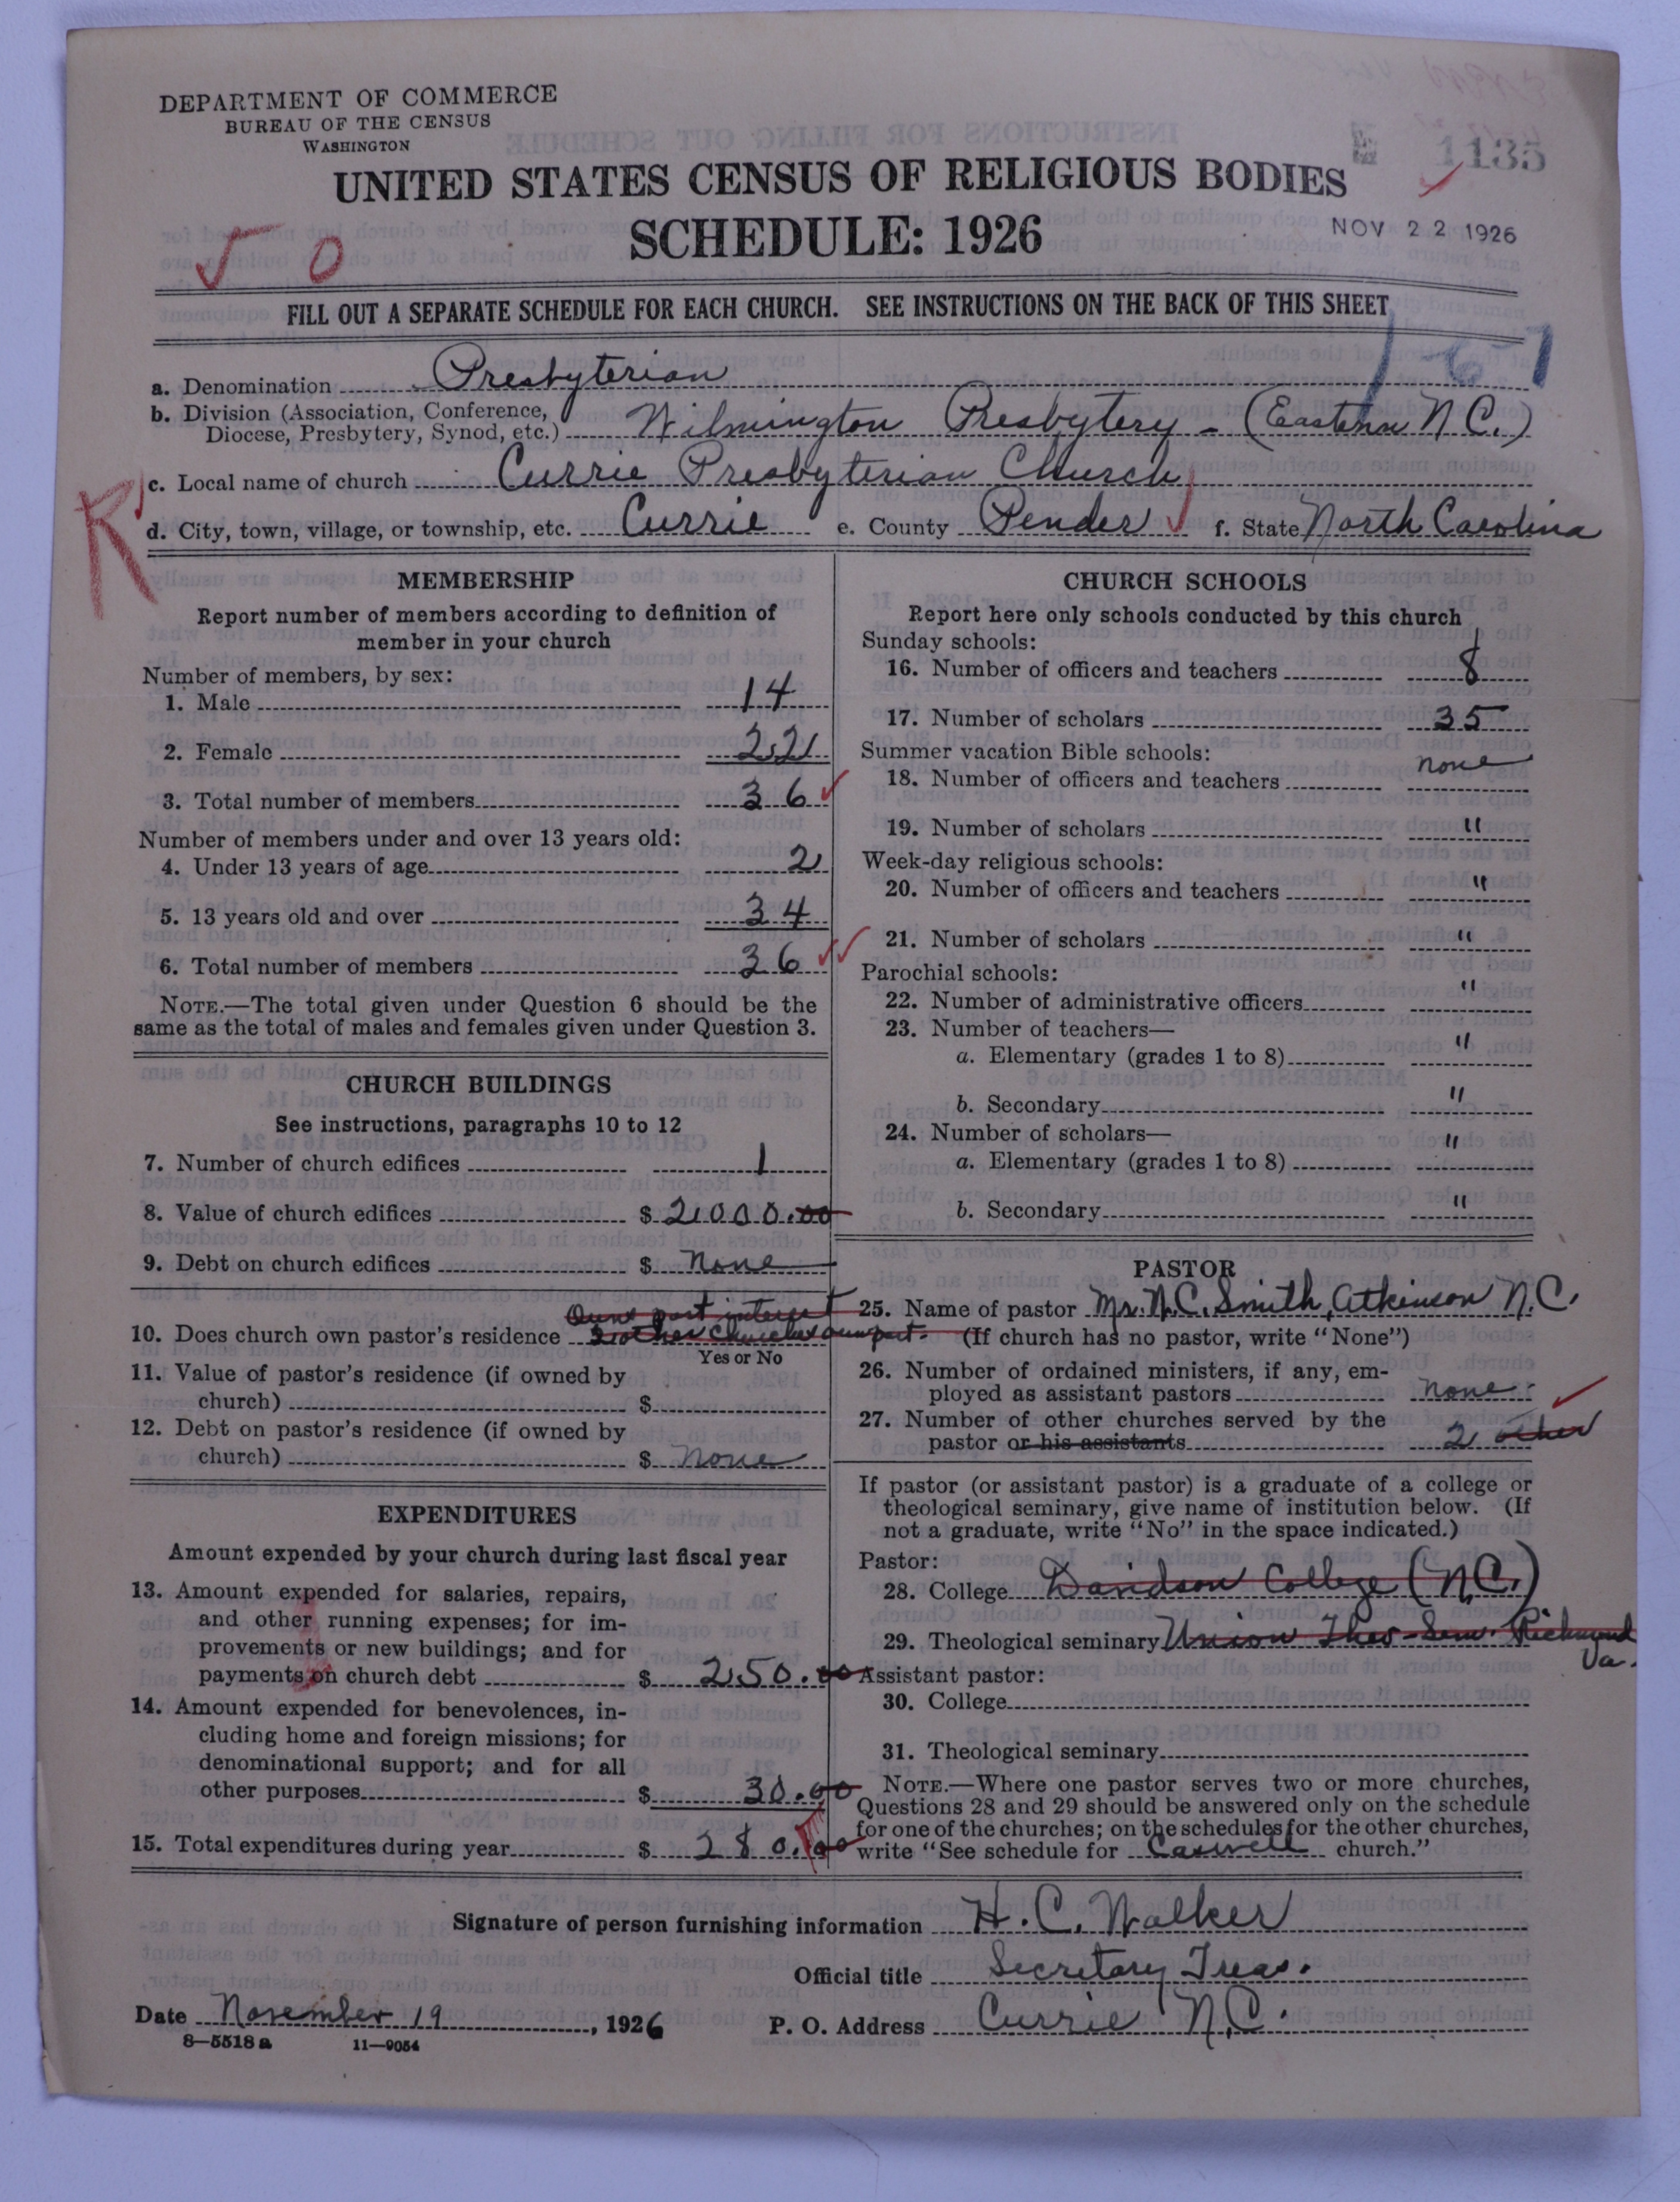 DEPARTMENT OF COMMERCE
BUREAU OF THE CENSUS
WASHINGTON
1135
UNITED STATES CENSUS OF RELIGIOUS BODIES
SCHEDULE: 1926
NOV 22 1926
5 0
FILL OUT A SEPARATE SCHEDULE FOR EACH CHURCH. SEE INSTRUCTIONS ON THE BACK OF THIS SHEET
1-67
a. Denomination Presbyterian
b. Division (Association, Conference,
Diocese, Presbytery, Synod, etc.) Wilmington Presbytery - (Eastern N C.)
R
c. Local name of church Currie Presbyterian Church
d. City, town, village, or township, etc. Currie e. County Pender f. State North Carolina
MEMBERSHIP
Report number of members according to definition of
member in your church
Number of members, by sex:
1. Male 14
2. Female 22
3. Total number of members 36
Number of members under and over 13 years old:
4. Under 13 years of age 2
5. 13 years old and over 34
6. Total number of members 36
NOTE.—The total given under Question 6 should be the
same as the total of males and females given under Question 3.
CHURCH BUILDINGS
See instructions, paragraphs 10 to 12
7. Number of church edifices 1
8. Value of church edifices $ 2000.00
9. Debt on church edifices $ None
Owns part interest
10. Does church own pastor's residence 2 other churches own part.
Yes or No
11. Value of pastor's residence (if owned by
church) $
12. Debt on pastor's residence (if owned by
church) $ None
EXPENDITURES
Amount expended by your church during last fiscal year
13. Amount expended for salaries, repairs,
and other running expenses; for im-
provements or new buildings; and for
payments on church debt $ 250.00
14. Amount expended for benevolences, in-
cluding home and foreign missions; for
denominational support; and for all
other purposes $ 30.00
15. Total expenditures during year $ 280.00
CHURCH SCHOOLS
Report here only schools conducted by this church
Sunday schools:
16. Number of officers and teachers 8
17. Number of scholars 35
Summer vacation Bible schools:
18. Number of officers and teachers none
19. Number of scholars "
Week-day religious schools:
20. Number of officers and teachers "
21. Number of scholars "
Parochial schools:
22. Number of administrative officers "
23. Number of teachers—
a. Elementary (grades 1 to 8) "
b. Secondary "
24. Number of scholars—
a. Elementary (grades 1 to 8) "
b. Secondary "
PASTOR
25. Name of pastor Mr. N.C. Smith, Atkinson N.C.
(If church has no pastor, write "None")
26. Number of ordained ministers, if any, em-
ployed as assistant pastors none
27. Number of other churches served by the
pastor or his assistants 2 other
If pastor (or assistant pastor) is a graduate of a college or
theological seminary, give name of institution below. (If
not a graduate, write "No" in the space indicated.)
Pastor:
28. College Davidson College (N.C.)
29. Theological seminary Union Theo-Sem. Richmond
Va.
Assistant pastor:
30. College
31. Theological seminary
NOTE.—Where one pastor serves two or more churches,
Questions 28 and 29 should be answered only on the schedule
for one of the churches; on the schedules for the other churches,
write "See schedule for Caswell church."
Signature of person furnishing information H. C. Walker
Official title Secretary Treas.
Date November 19, 1926
P. O. Address Currie N.C.
8—5518 a 11—9054